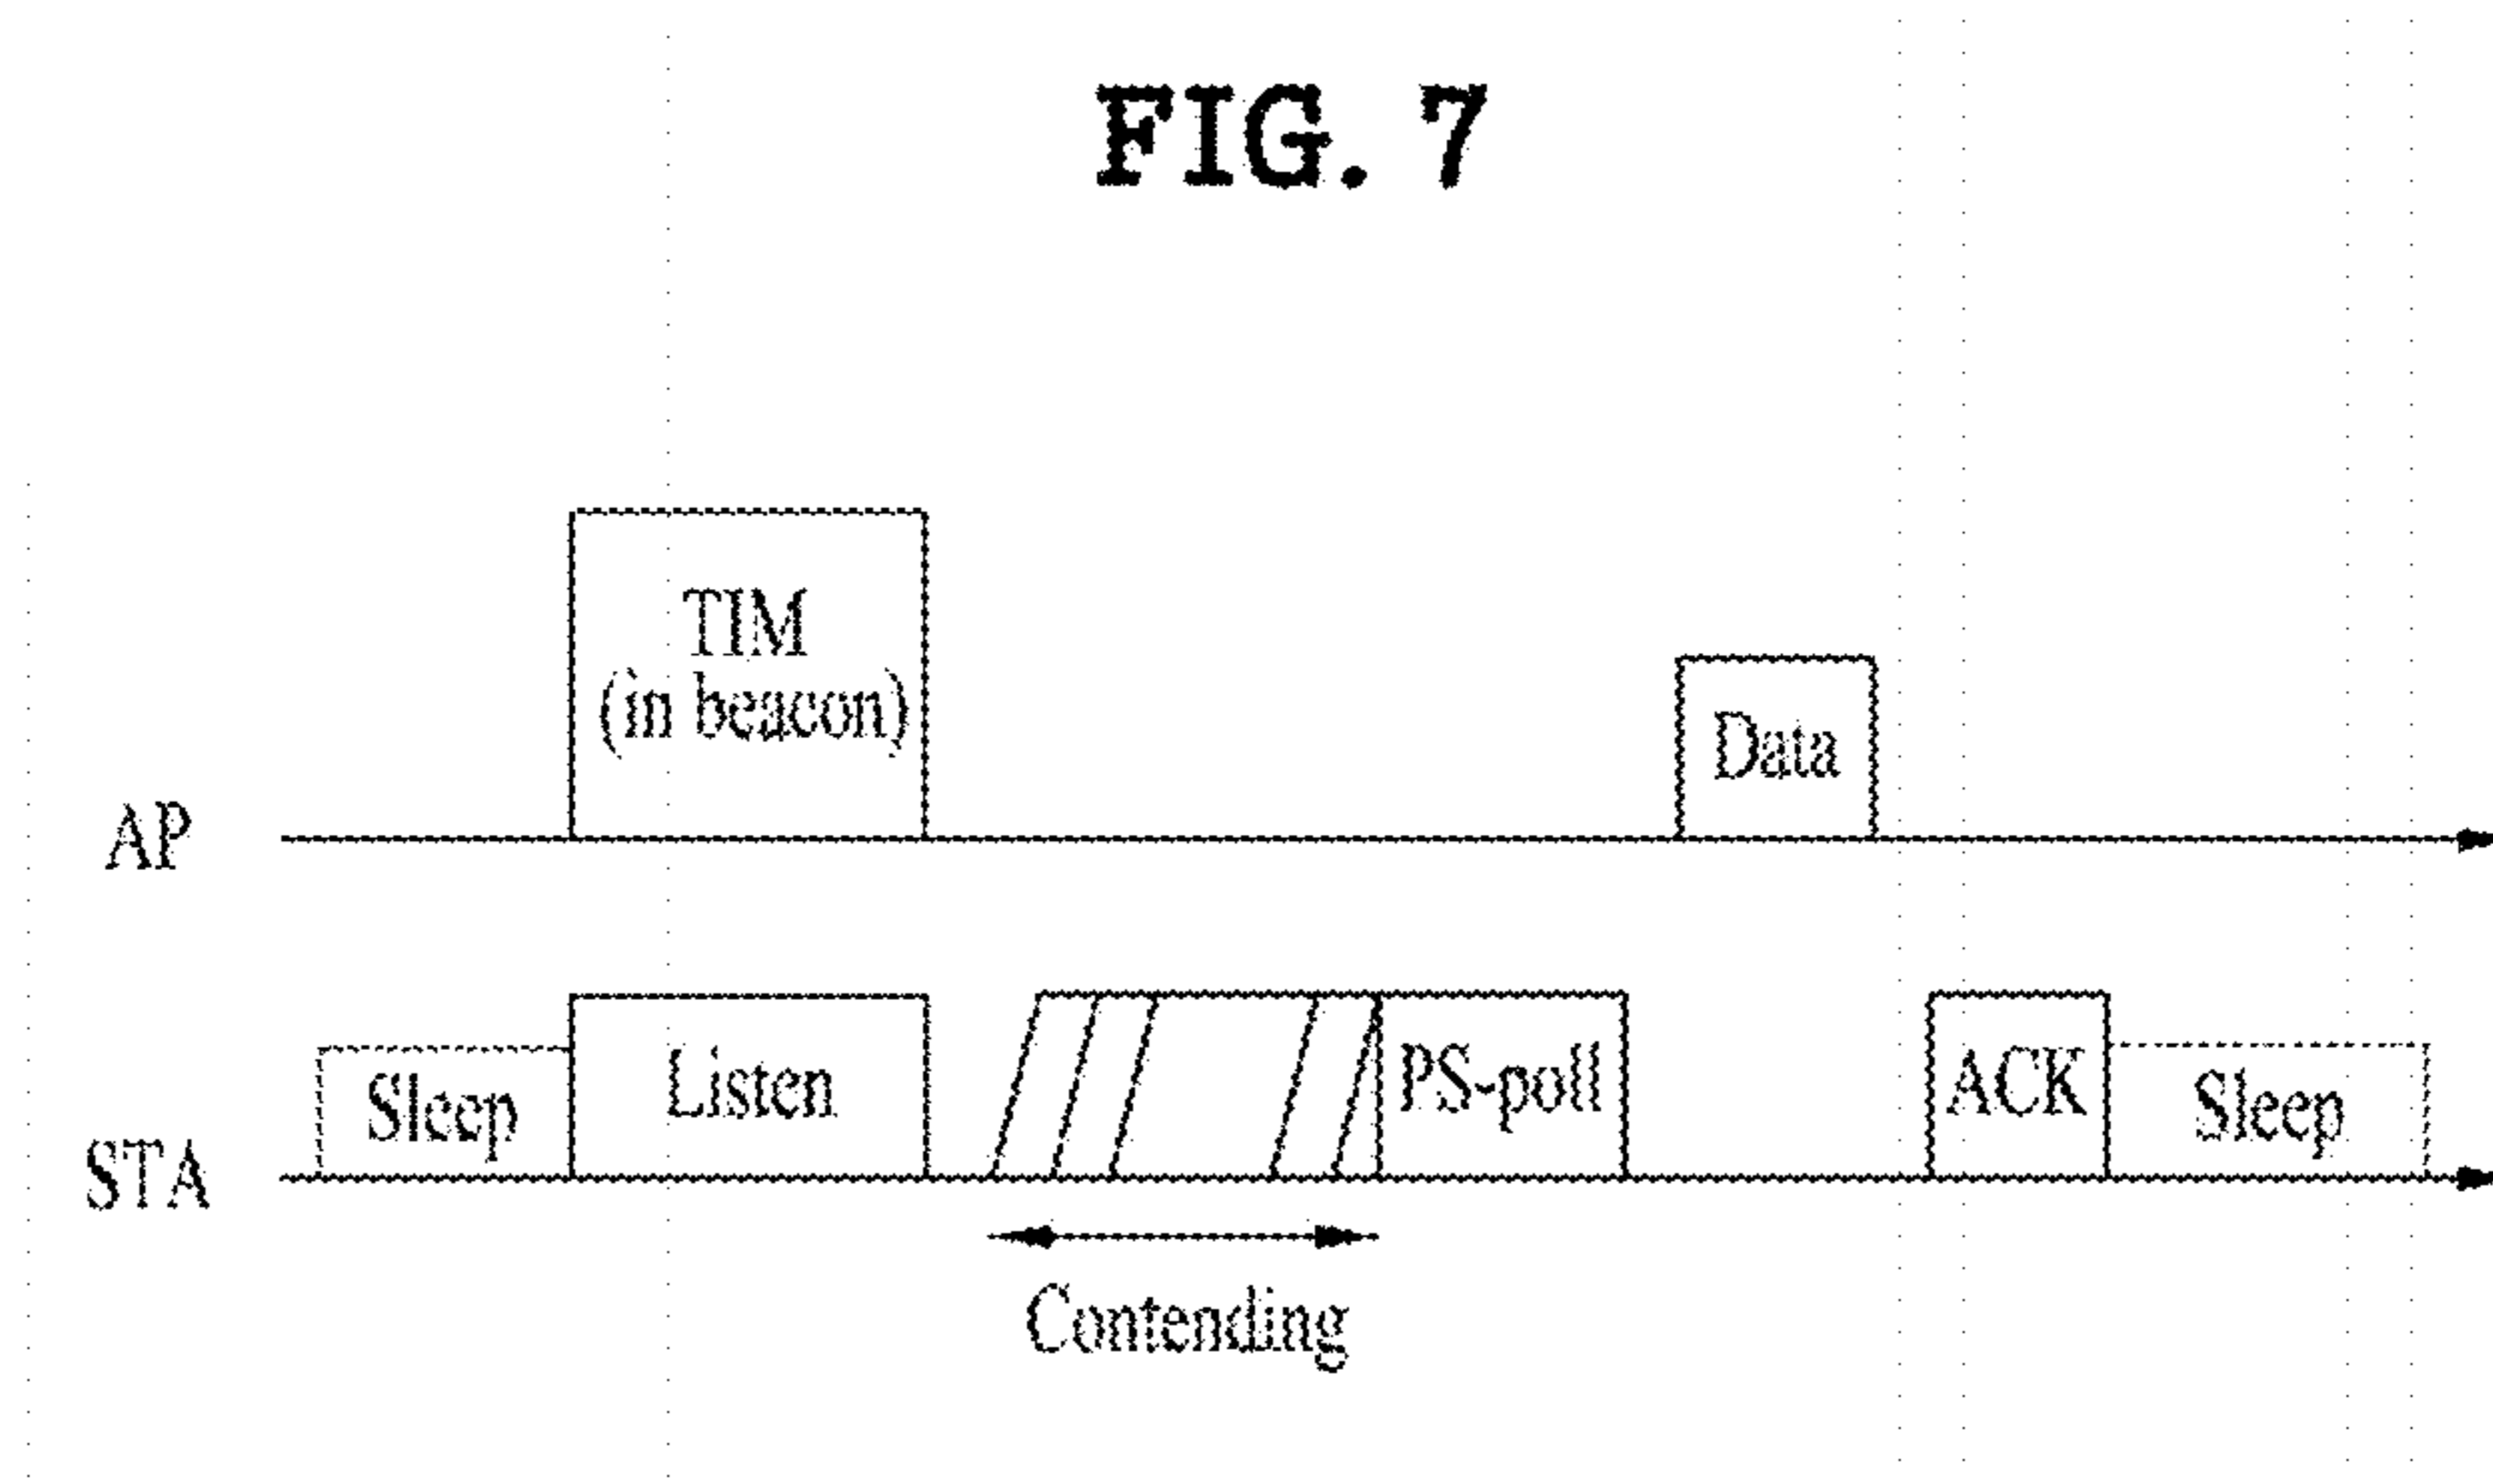 FIG. 7
TIM
(in beacon)
Data
AP
Sleep
Listen
PS-poll
ACK
Sleep
STA
Contending